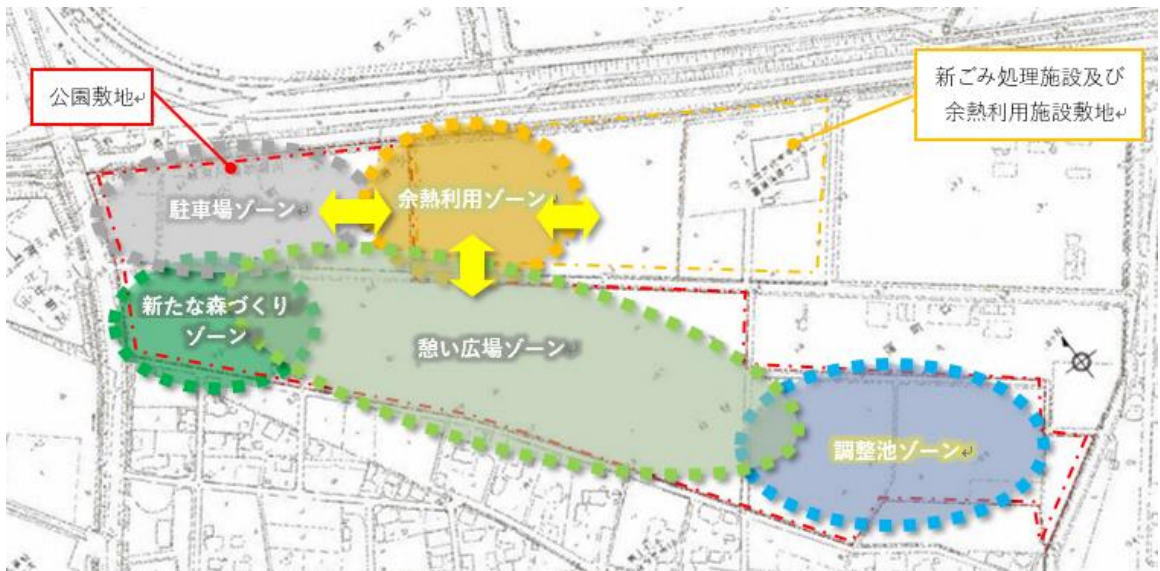 公園敷地↵
新ごみ処理施設及び
余熱利用施設敷地↵
駐車場ゾーン↵
余熱利用ゾーン↵
新たな森づくり
ゾーン↵
憩い広場ゾーン↵
調整池ゾーン↵